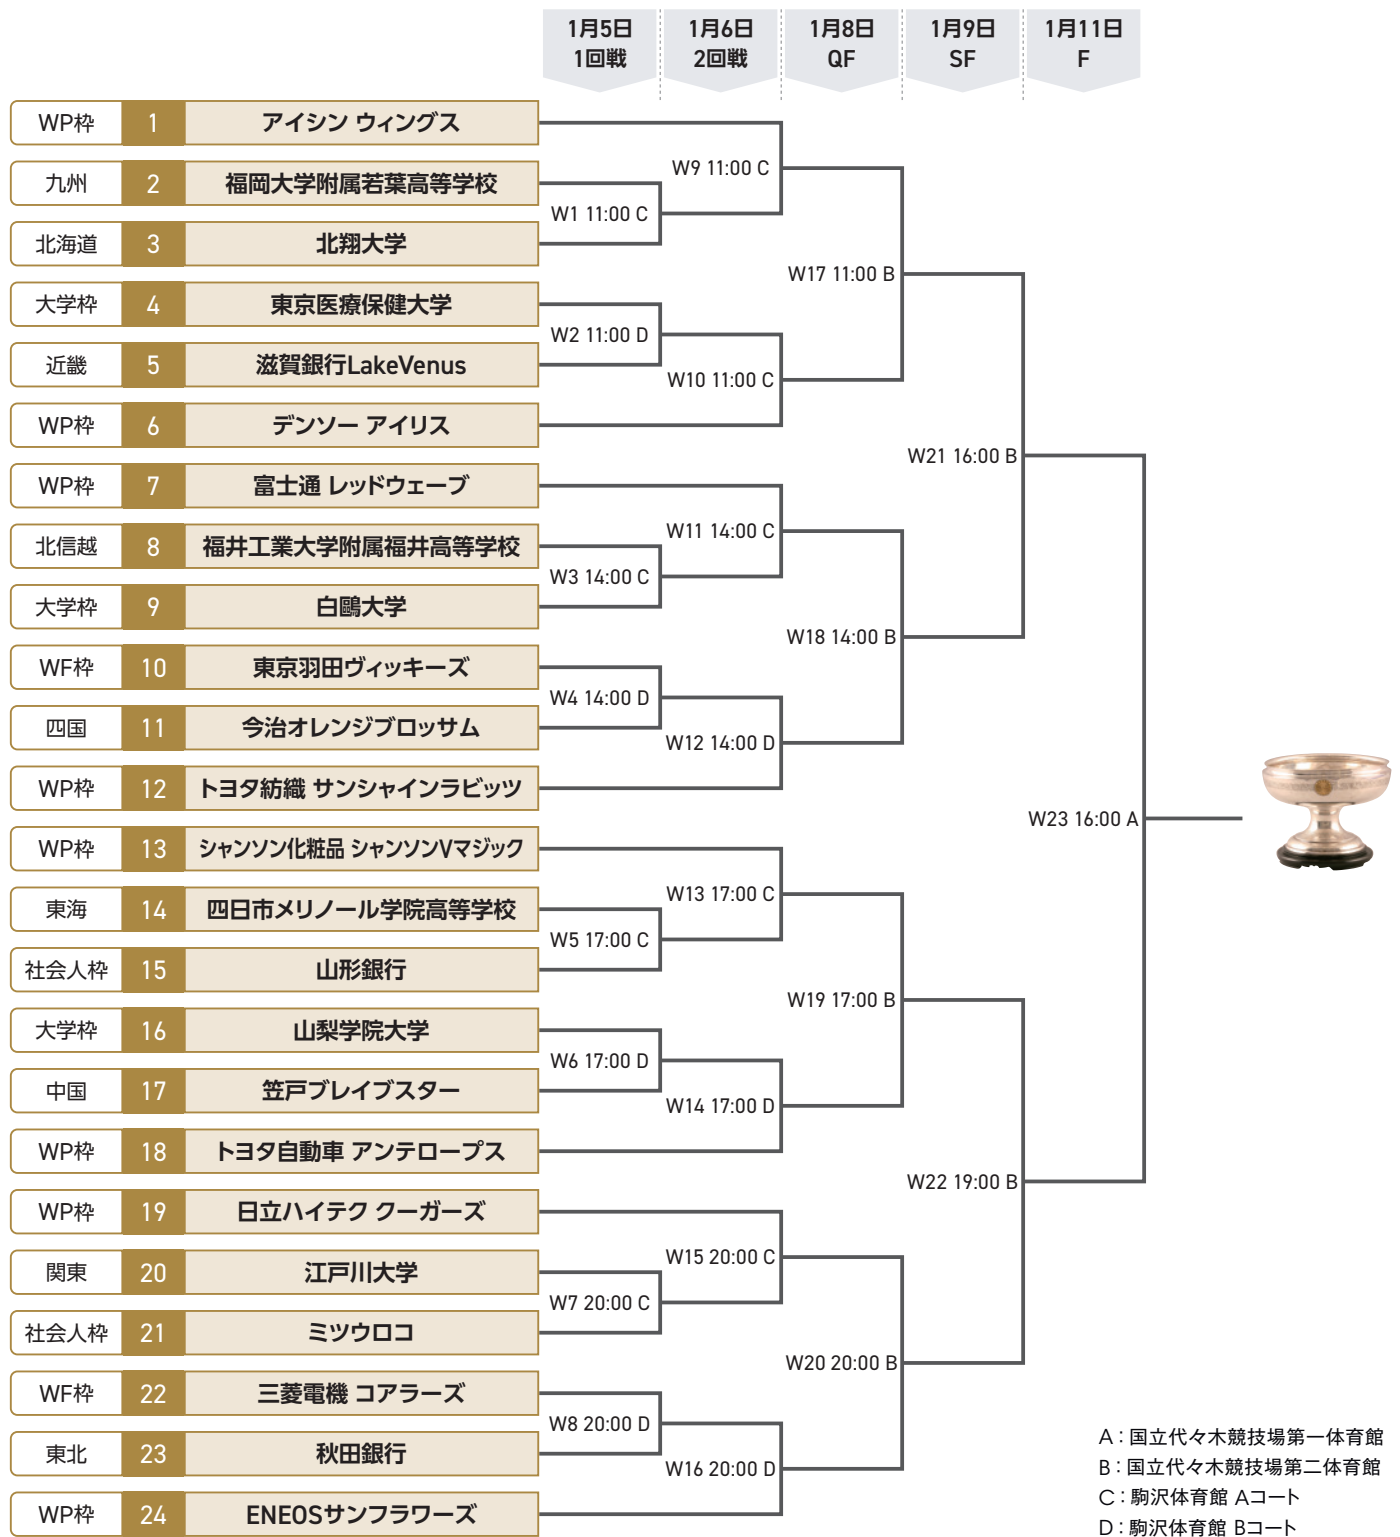 1月5日
1回戦
1月6日
2回戦
1月8日
QF
1月9日
SF
1月11日
F
WP枠 1 アイシン ウィングス
W9 11:00 C
九州 2 福岡大学附属若葉高等学校
W1 11:00 C
北海道 3 北翔大学
W17 11:00 B
大学枠 4 東京医療保健大学
W2 11:00 D
近畿 5 滋賀銀行LakeVenus
W10 11:00 C
WP枠 6 デンソー アイリス
W21 16:00 B
WP枠 7 富士通 レッドウェーブ
W11 14:00 C
北信越 8 福井工業大学附属福井高等学校
W3 14:00 C
大学枠 9 白鷗大学
W18 14:00 B
WF枠 10 東京羽田ヴィッキーズ
W4 14:00 D
四国 11 今治オレンジブロッサム
W12 14:00 D
WP枠 12 トヨタ紡織 サンシャインラビッツ
W23 16:00 A
WP枠 13 シャンソン化粧品 シャンソンVマジック
W13 17:00 C
東海 14 四日市メリノール学院高等学校
W5 17:00 C
社会人枠 15 山形銀行
W19 17:00 B
大学枠 16 山梨学院大学
W6 17:00 D
中国 17 笠戸ブレイブスター
W14 17:00 D
WP枠 18 トヨタ自動車 アンテロープス
W22 19:00 B
WP枠 19 日立ハイテク クーガーズ
W15 20:00 C
関東 20 江戸川大学
W7 20:00 C
社会人枠 21 ミツウロコ
W20 20:00 B
WF枠 22 三菱電機 コアラーズ
W8 20:00 D
東北 23 秋田銀行
W16 20:00 D
WP枠 24 ENEOSサンフラワーズ
A：国立代々木競技場第一体育館
B：国立代々木競技場第二体育館
C：駒沢体育館 Aコート
D：駒沢体育館 Bコート